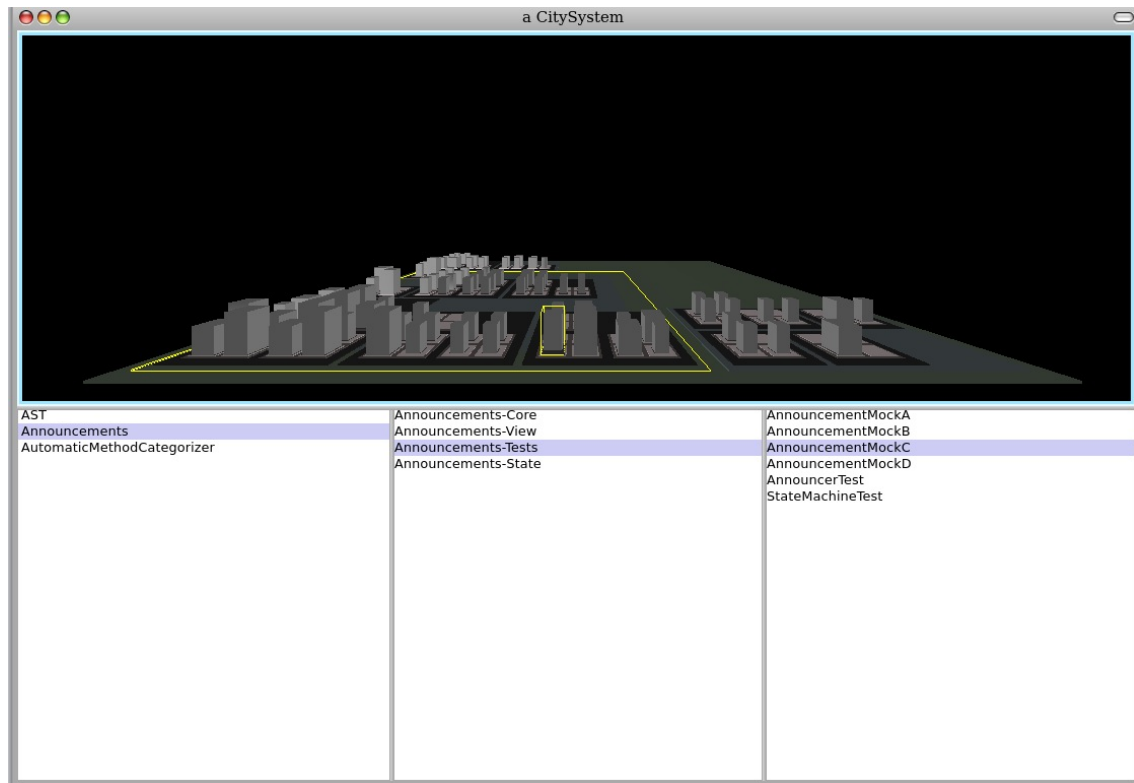 a CitySystem
AST
Announcements
AutomaticMethodCategorizer
Announcements-Core
Announcements-View
Announcements-Tests
Announcements-State
AnnouncementMockA
AnnouncementMockB
AnnouncementMockC
AnnouncementMockD
AnnouncerTest
StateMachineTest